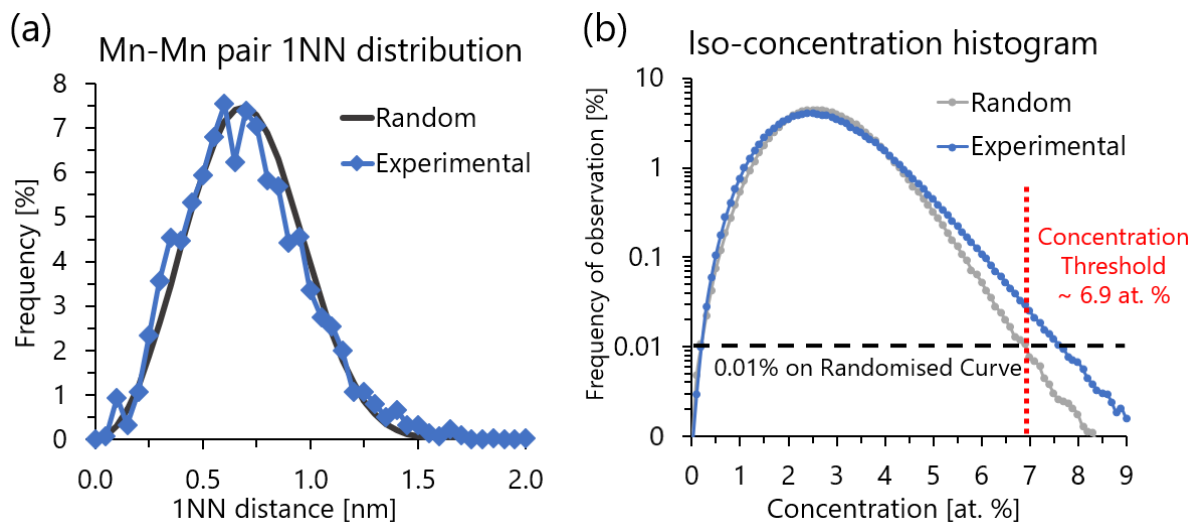 (a)
Mn-Mn pair 1NN distribution
Frequency [%]
8
7
6
5
4
3
2
1
0
0.0 0.5 1.0 1.5 2.0
1NN distance [nm]
Random
Experimental
(b)
Iso-concentration histogram
Frequency of observation [%]
10
1
0.1
0.01
0
0 1 2 3 4 5 6 7 8 9
Concentration [at. %]
Random
Experimental
Concentration
Threshold
~ 6.9 at. %
0.01% on Randomised Curve